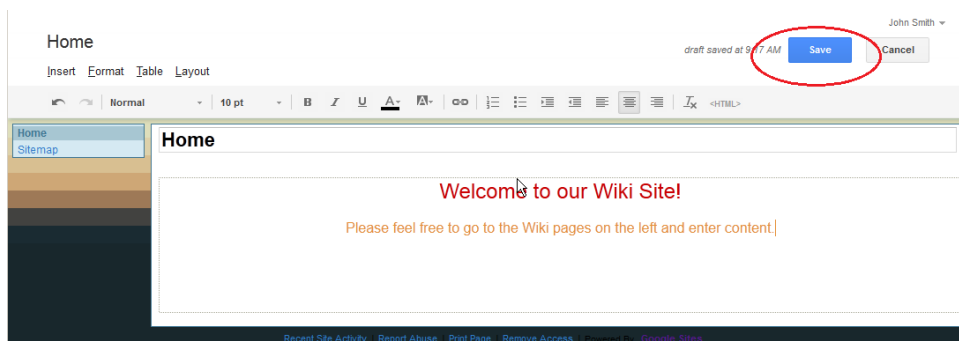 John Smith
Home
draft saved at 9:17 AM Save Cancel
Insert Format Table Layout
Normal 10 pt B I U A A <HTML>
Home
Sitemap
Home
Welcome to our Wiki Site!
Please feel free to go to the Wiki pages on the left and enter content.
Recent Site Activity | Report Abuse | Print Page | Remove Access | Powered By Google Sites